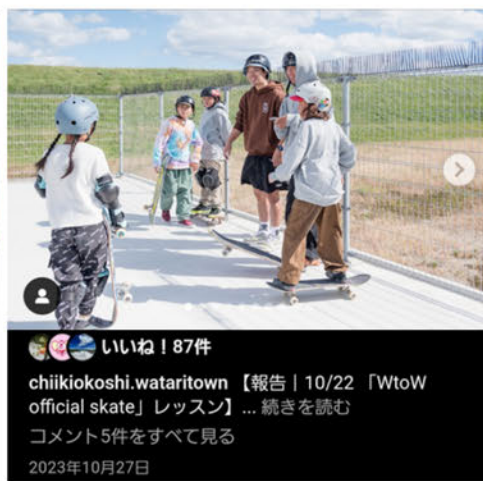 いいね！87件
chiikiokoshi.wataritown 【報告｜10/22 「WtoW
official skate」レッスン】... 続きを読む
コメント5件をすべて見る
2023年10月27日